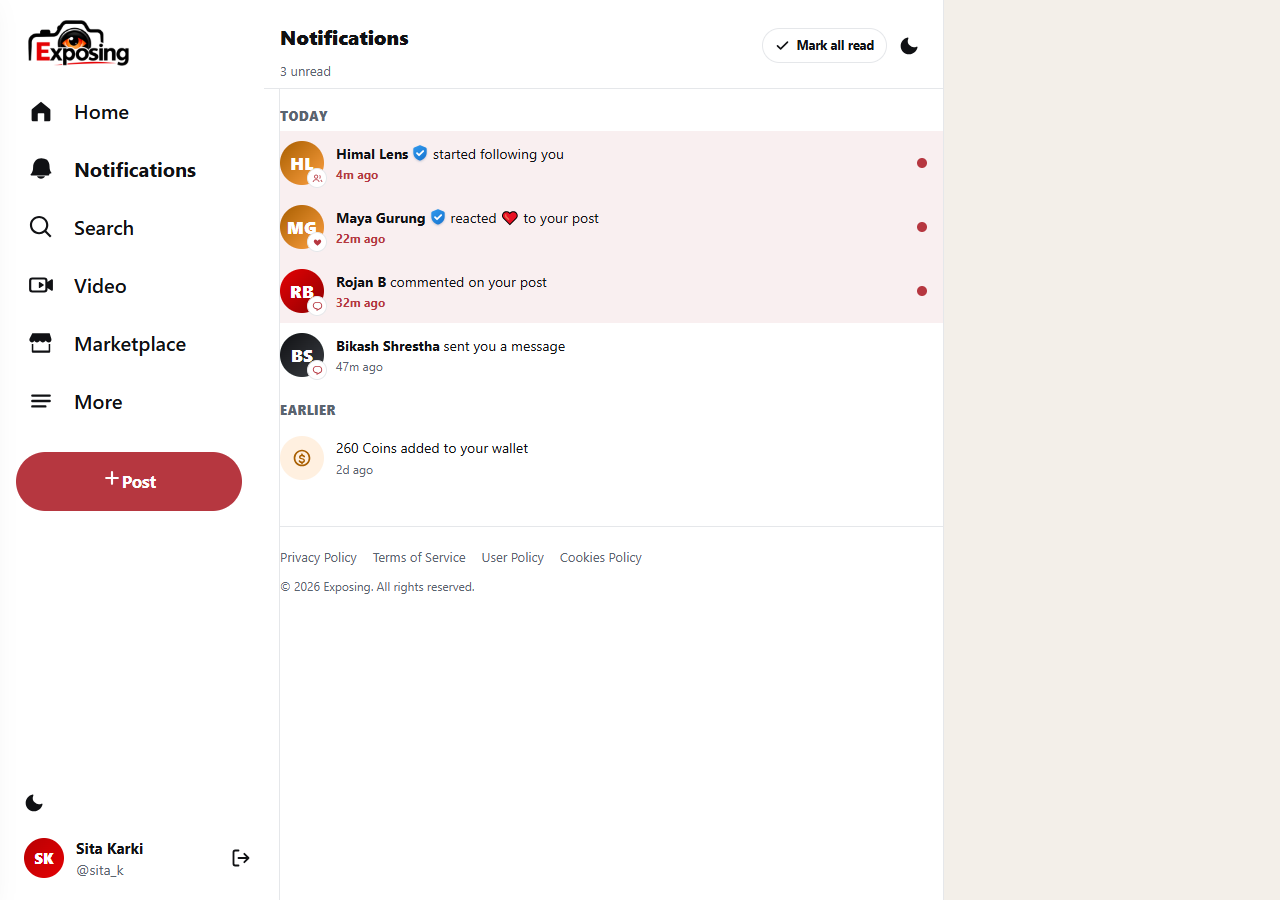 Exposing
Home
Notifications
Search
Video
Marketplace
More
+ Post
SK
Sita Karki
@sita_k
Notifications
3 unread
Mark all read
TODAY
HL
Himal Lens started following you
4m ago
MG
Maya Gurung reacted ❤️ to your post
22m ago
RB
Rojan B commented on your post
32m ago
BS
Bikash Shrestha sent you a message
47m ago
EARLIER
260 Coins added to your wallet
2d ago
Privacy Policy Terms of Service User Policy Cookies Policy
© 2026 Exposing. All rights reserved.